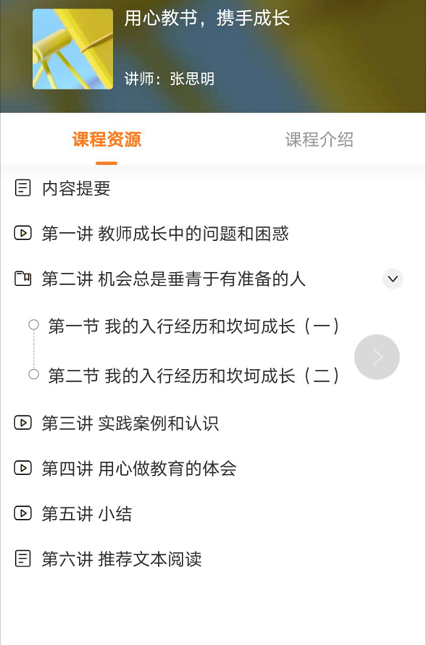 用心教书，携手成长
讲师：张思明
课程资源
课程介绍
内容提要
第一讲 教师成长中的问题和困惑
第二讲 机会总是垂青于有准备的人
第一节 我的入行经历和坎坷成长（一）
第二节 我的入行经历和坎坷成长（二）
第三讲 实践案例和认识
第四讲 用心做教育的体会
第五讲 小结
第六讲 推荐文本阅读